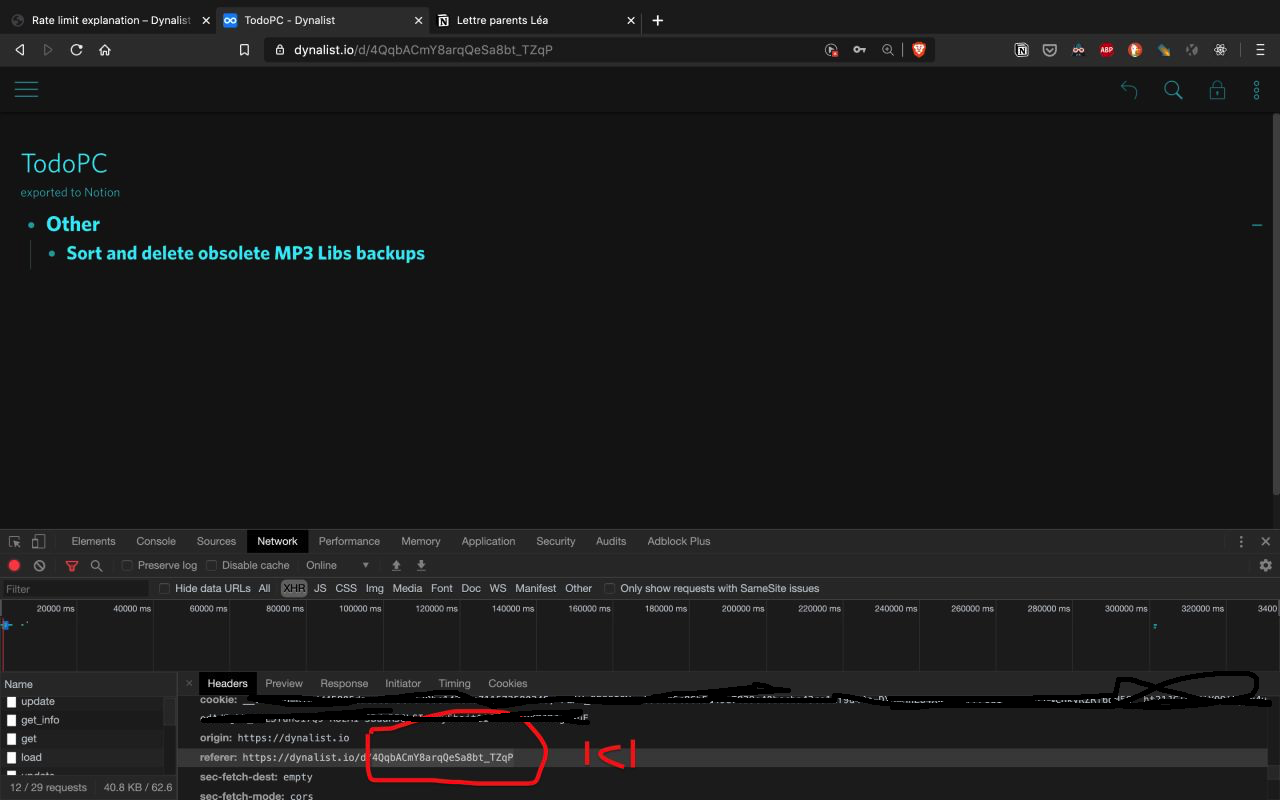 Rate limit explanation – Dynalist
TodoPC - Dynalist
Lettre parents Léa
dynalist.io/d/4QqbACmY8arqQeSa8bt_TZqP
ABP
TodoPC
exported to Notion
Other
Sort and delete obsolete MP3 Libs backups
Elements Console Sources Network Performance Memory Application Security Audits Adblock Plus
Preserve log Disable cache Online
Filter Hide data URLs All XHR JS CSS Img Media Font Doc WS Manifest Other Only show requests with SameSite issues
20000 ms 40000 ms 60000 ms 80000 ms 100000 ms 120000 ms 140000 ms 160000 ms 180000 ms 200000 ms 220000 ms 240000 ms 260000 ms 280000 ms 300000 ms 320000 ms 3400
Name
Headers Preview Response Initiator Timing Cookies
update
get_info
get
load
update
cookie:
origin: https://dynalist.io
referer: https://dynalist.io/d/4QqbACmY8arqQeSa8bt_TZqP
sec-fetch-dest: empty
sec-fetch-mode: cors
12 / 29 requests 40.8 KB / 62.6